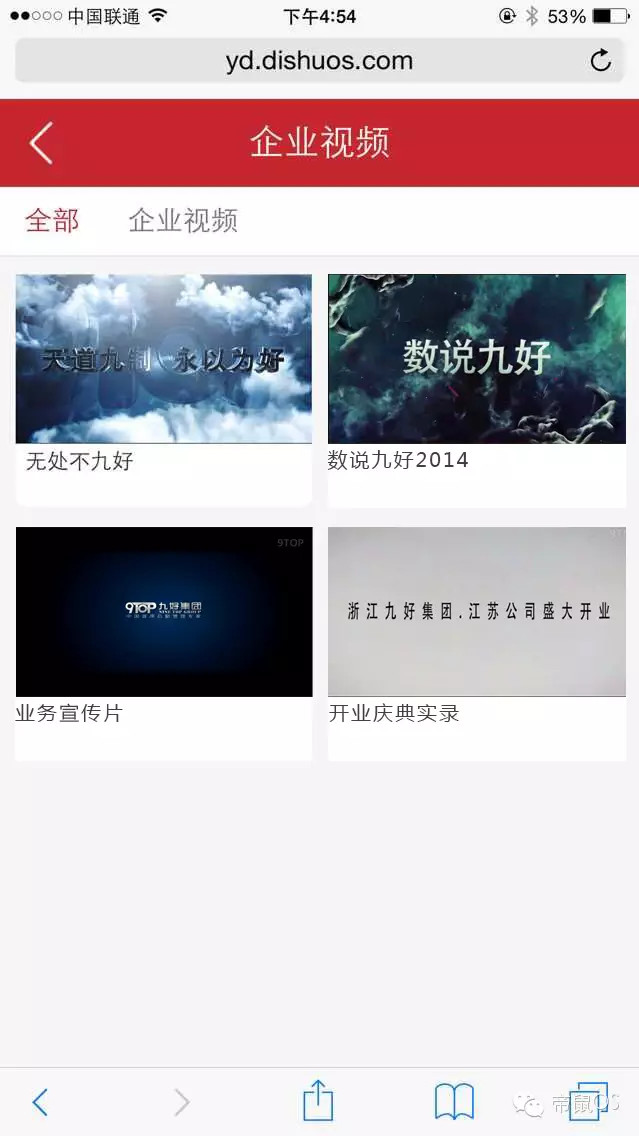 中国联通
下午4:54
53%
yd.dishuos.com
企业视频
全部
企业视频
天道九制 永以为好
数说九好
无处不九好
数说九好2014
9TOP
9TOP 九好集团
NINE TOP GROUP
浙江九好集团.江苏公司盛大开业
业务宣传片
开业庆典实录
帝鼠OS